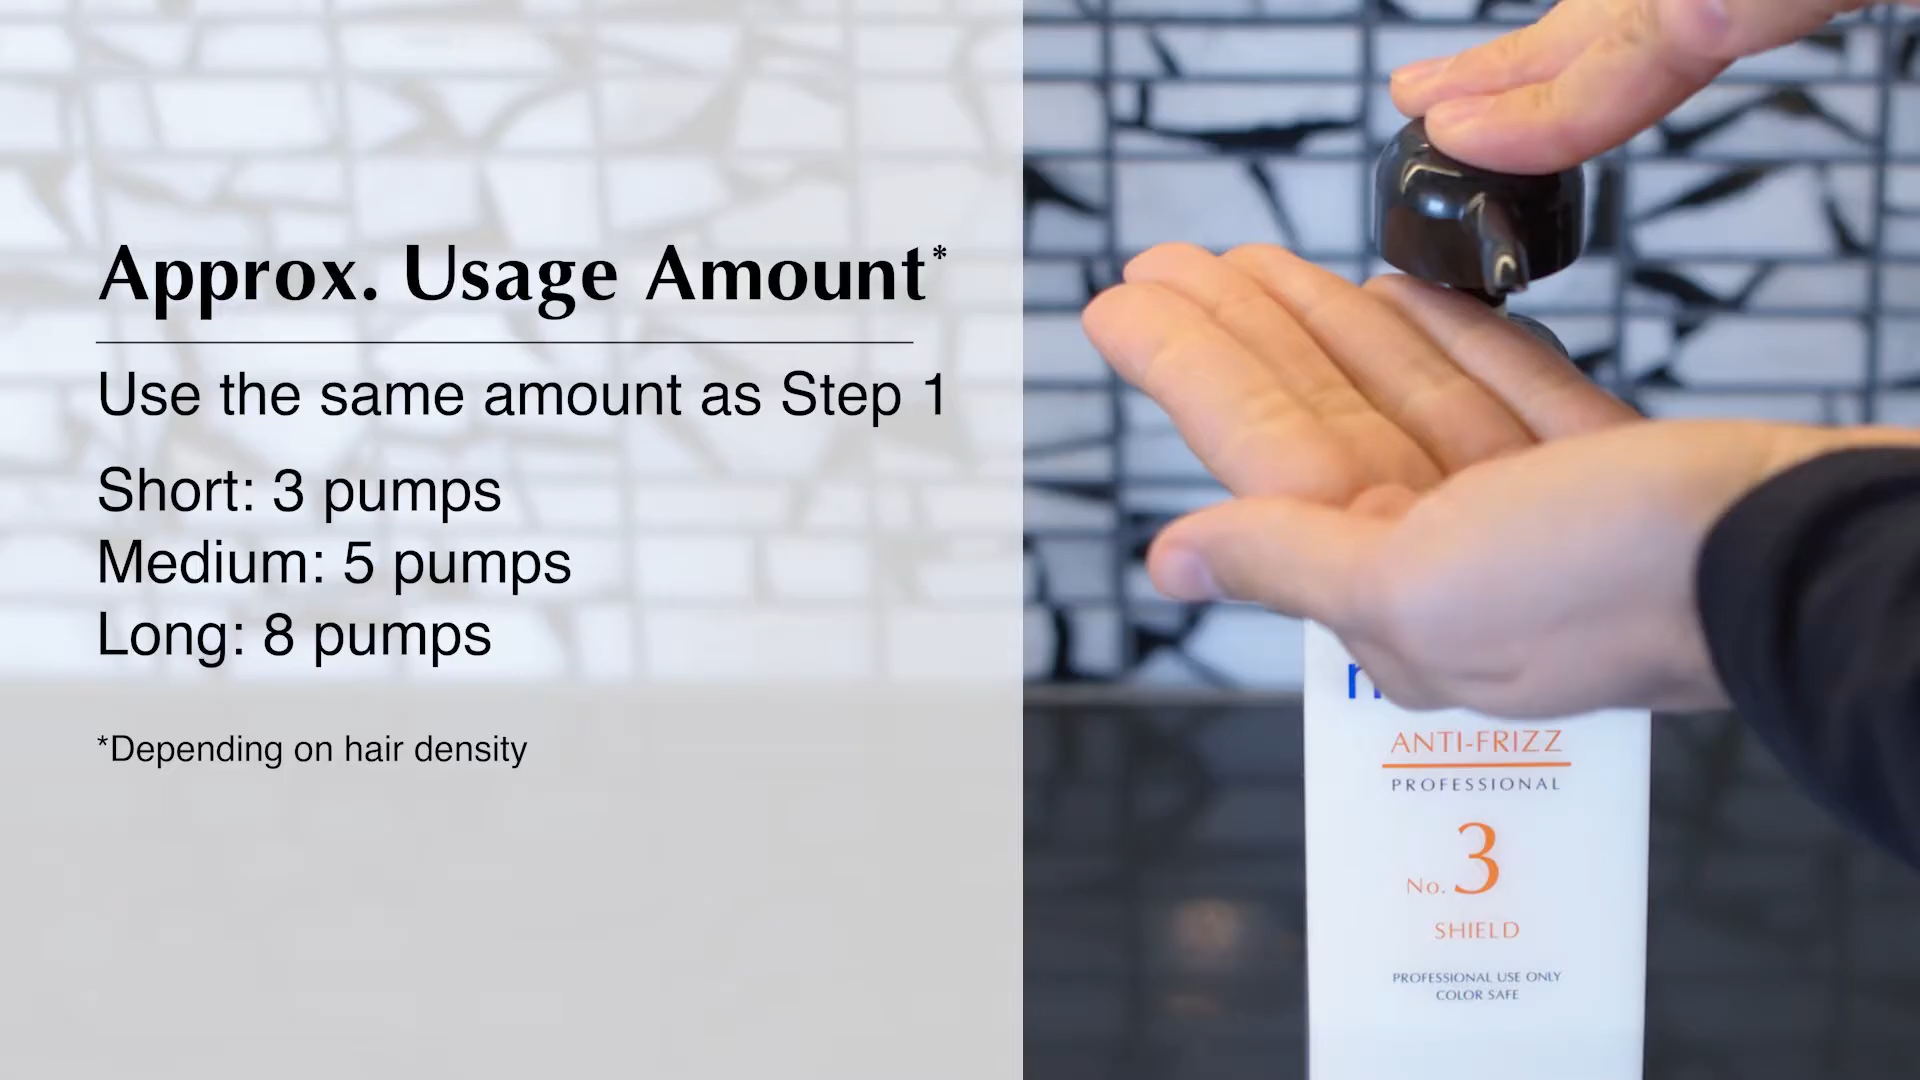 Approx. Usage Amount*
Use the same amount as Step 1
Short: 3 pumps
Medium: 5 pumps
Long: 8 pumps
*Depending on hair density
ANTI-FRIZZ
PROFESSIONAL
No. 3
SHIELD
PROFESSIONAL USE ONLY
COLOR SAFE